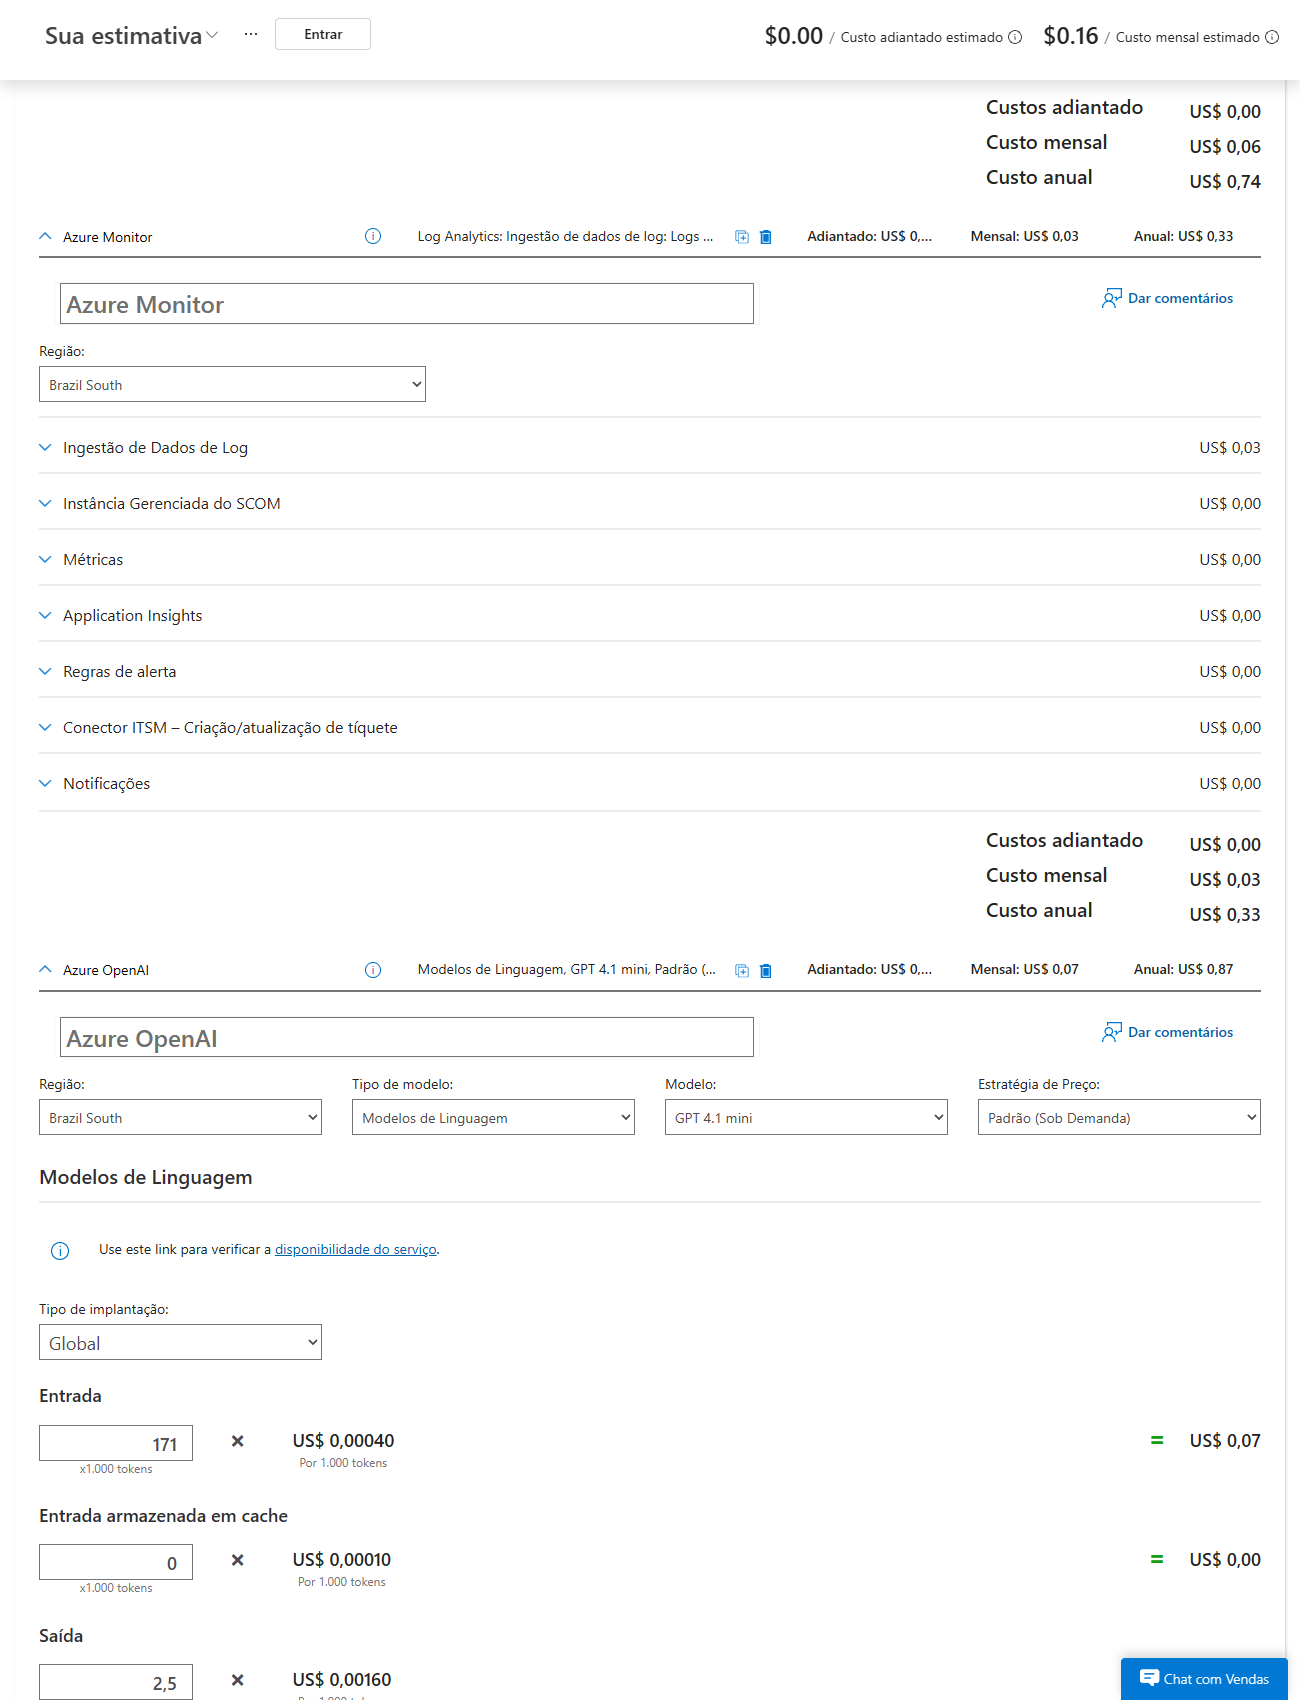 Sua estimativa ... Entrar $0.00 / Custo adiantado estimado $0.16 / Custo mensal estimado
Custos adiantado US$ 0,00
Custo mensal US$ 0,06
Custo anual US$ 0,74
Azure Monitor Log Analytics: Ingestão de dados de log: Logs ... Adiantado: US$ 0,... Mensal: US$ 0,03 Anual: US$ 0,33
Azure Monitor Dar comentários
Região:
Brazil South
Ingestão de Dados de Log US$ 0,03
Instância Gerenciada do SCOM US$ 0,00
Métricas US$ 0,00
Application Insights US$ 0,00
Regras de alerta US$ 0,00
Conector ITSM – Criação/atualização de tíquete US$ 0,00
Notificações US$ 0,00
Custos adiantado US$ 0,00
Custo mensal US$ 0,03
Custo anual US$ 0,33
Azure OpenAI Modelos de Linguagem, GPT 4.1 mini, Padrão (... Adiantado: US$ 0,... Mensal: US$ 0,07 Anual: US$ 0,87
Azure OpenAI Dar comentários
Região: Tipo de modelo: Modelo: Estratégia de Preço:
Brazil South Modelos de Linguagem GPT 4.1 mini Padrão (Sob Demanda)
Modelos de Linguagem
Use este link para verificar a disponibilidade do serviço.
Tipo de implantação:
Global
Entrada
171 × US$ 0,00040 = US$ 0,07
x1.000 tokens Por 1.000 tokens
Entrada armazenada em cache
0 × US$ 0,00010 = US$ 0,00
x1.000 tokens Por 1.000 tokens
Saída
2,5 × US$ 0,00160
Chat com Vendas